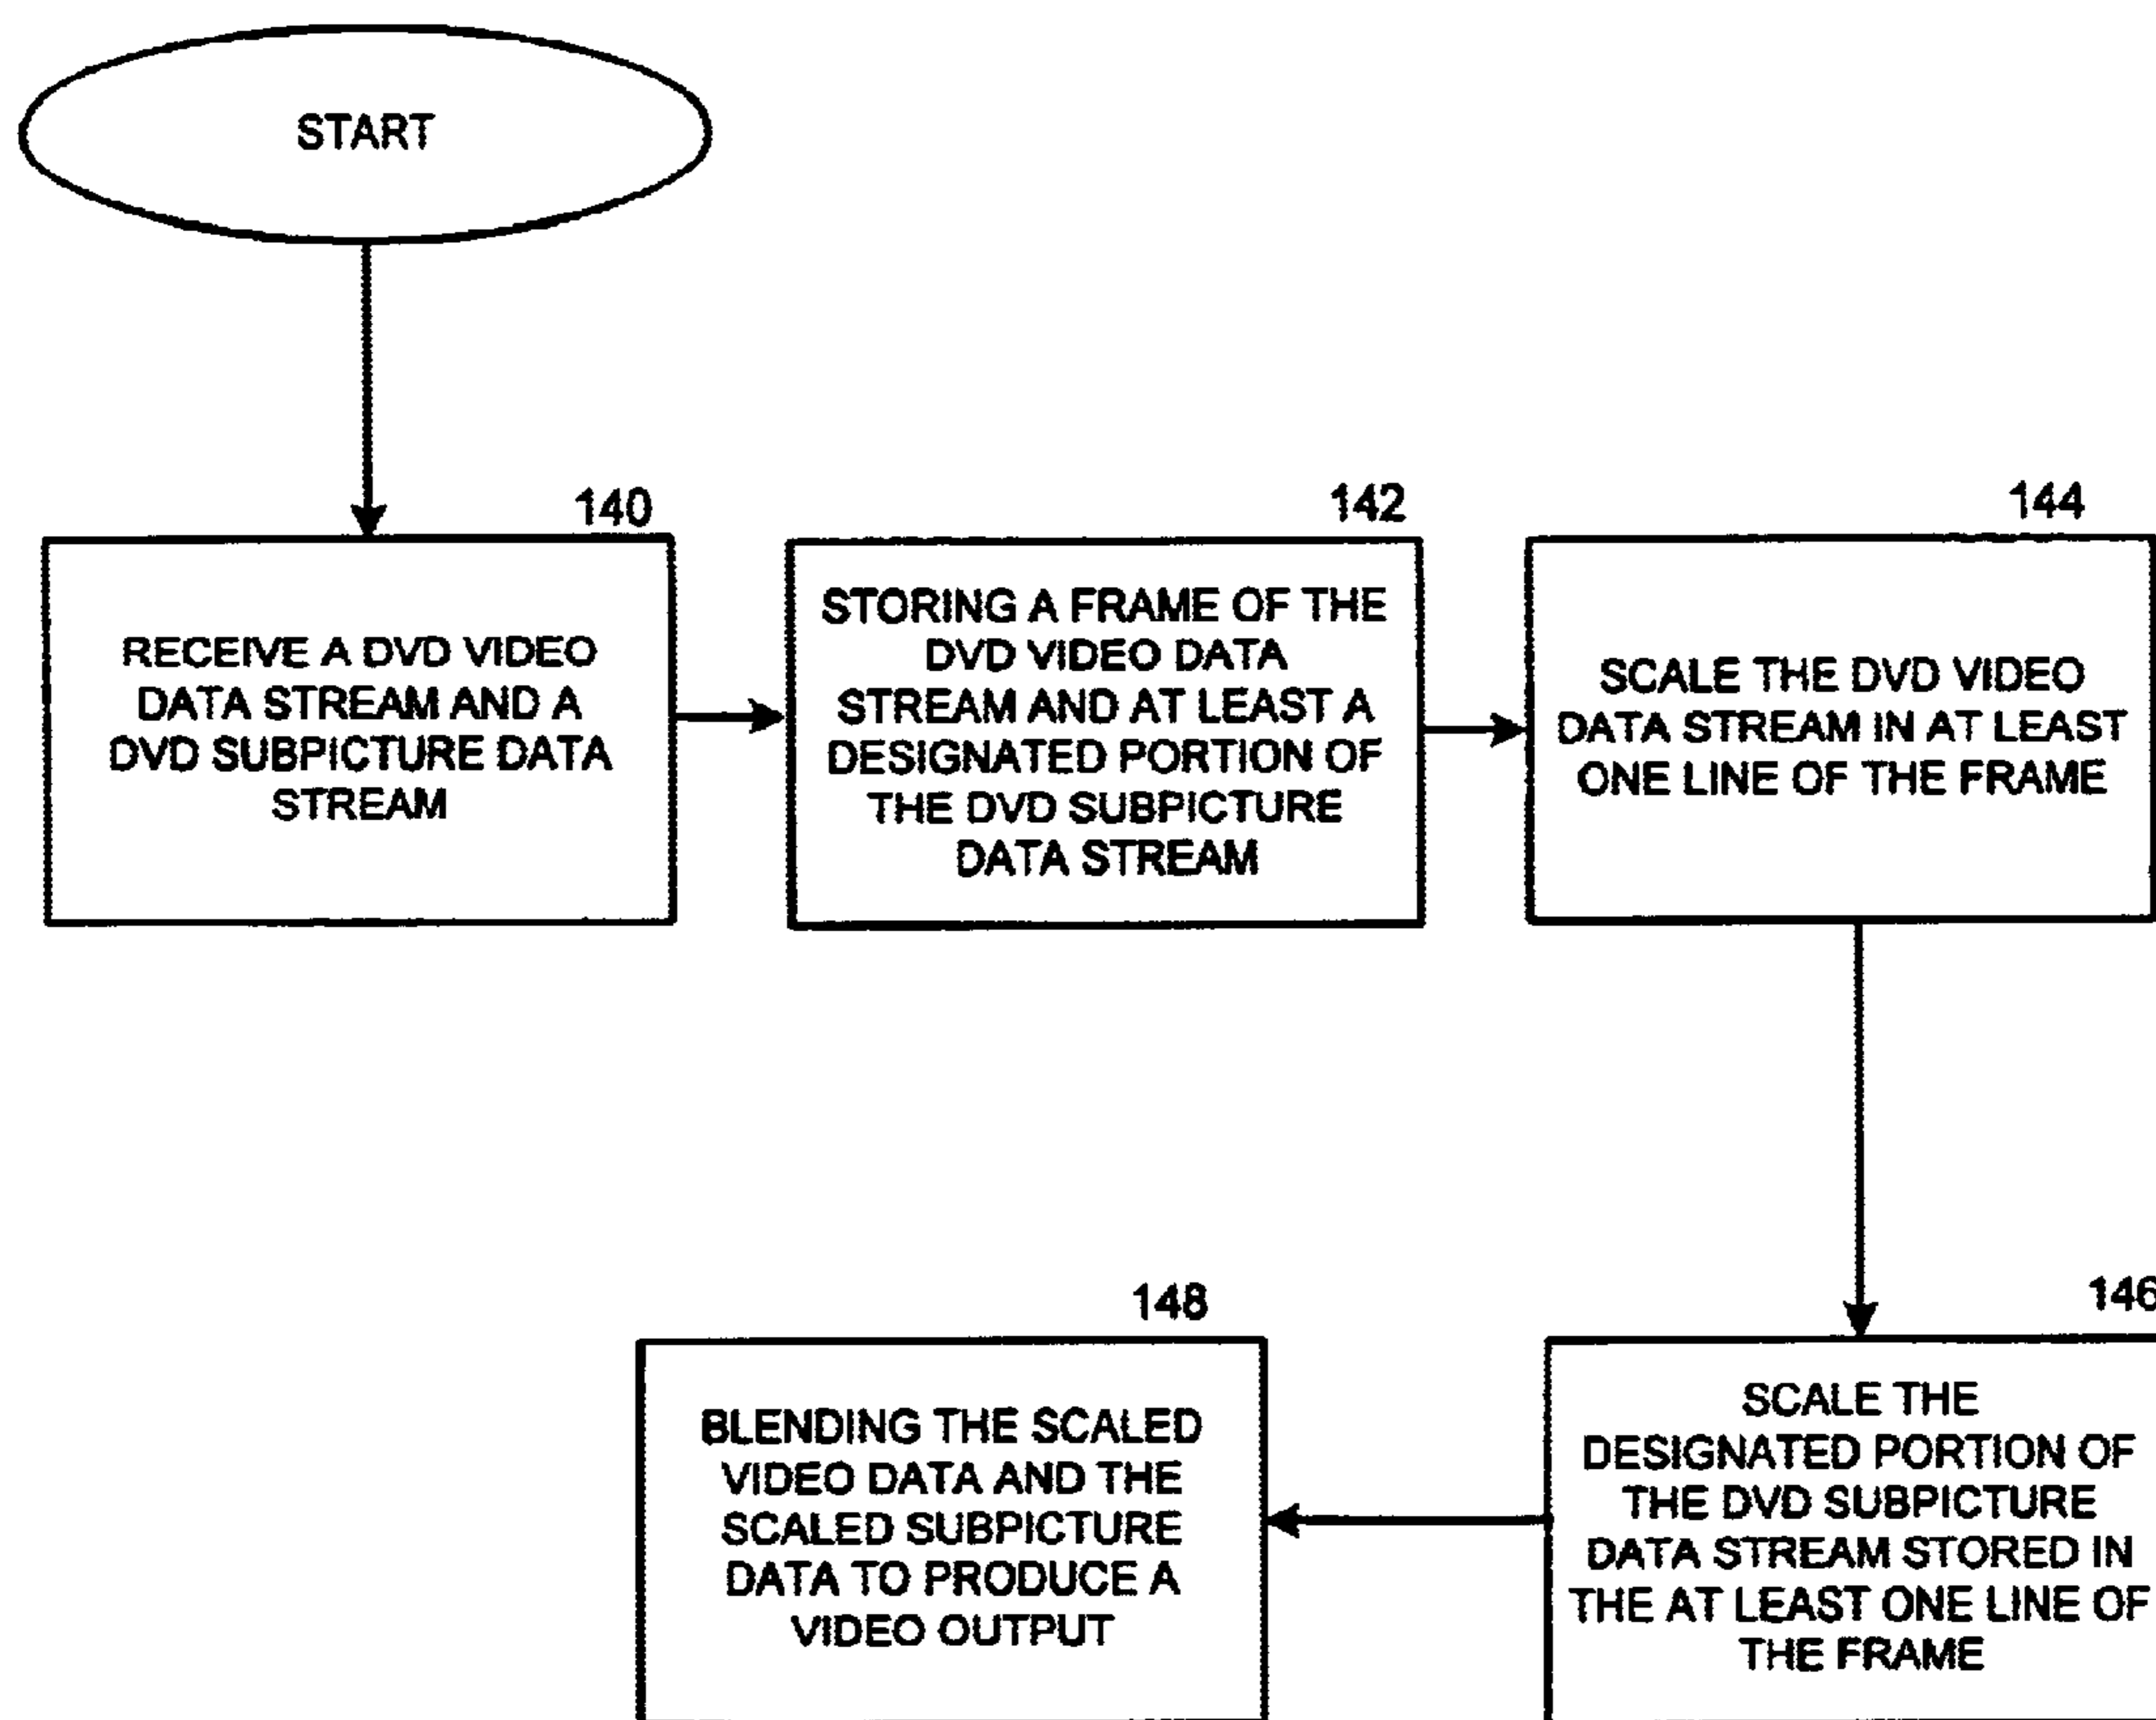 START
140
RECEIVE A DVD VIDEO
DATA STREAM AND A
DVD SUBPICTURE DATA
STREAM
142
STORING A FRAME OF THE
DVD VIDEO DATA
STREAM AND AT LEAST A
DESIGNATED PORTION OF
THE DVD SUBPICTURE
DATA STREAM
144
SCALE THE DVD VIDEO
DATA STREAM IN AT LEAST
ONE LINE OF THE FRAME
146
SCALE THE
DESIGNATED PORTION OF
THE DVD SUBPICTURE
DATA STREAM STORED IN
THE AT LEAST ONE LINE OF
THE FRAME
148
BLENDING THE SCALED
VIDEO DATA AND THE
SCALED SUBPICTURE
DATA TO PRODUCE A
VIDEO OUTPUT